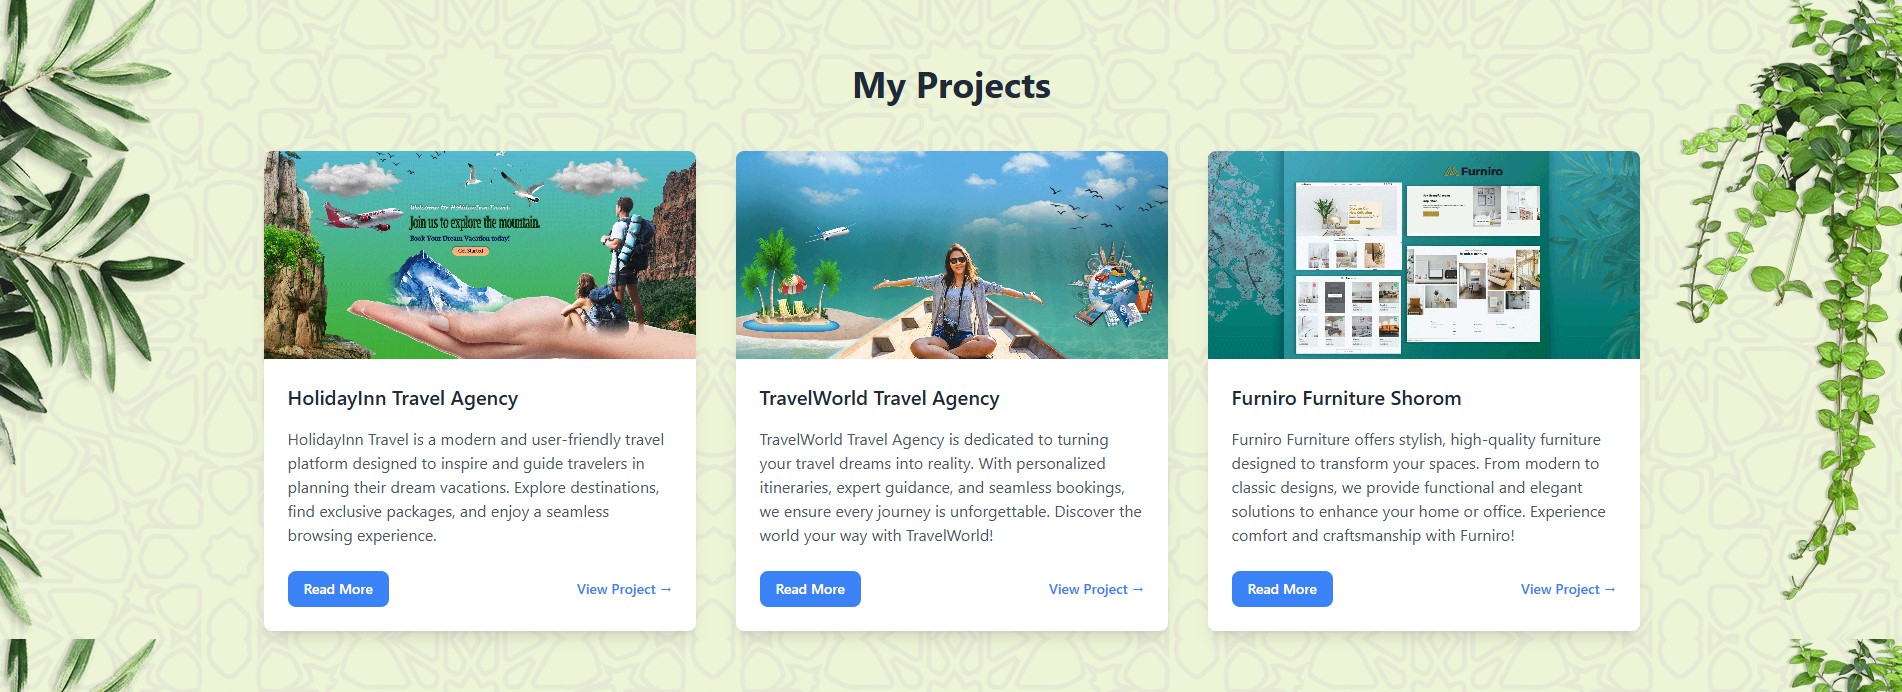 My Projects
Welcome To HolidayInn Travel
Join us to explore the mountain.
Book Your Dream Vacation today!
Get Started
Furniro
HolidayInn Travel Agency
HolidayInn Travel is a modern and user-friendly travel
platform designed to inspire and guide travelers in
planning their dream vacations. Explore destinations,
find exclusive packages, and enjoy a seamless
browsing experience.
Read More
View Project →
TravelWorld Travel Agency
TravelWorld Travel Agency is dedicated to turning
your travel dreams into reality. With personalized
itineraries, expert guidance, and seamless bookings,
we ensure every journey is unforgettable. Discover the
world your way with TravelWorld!
Read More
View Project →
Furniro Furniture Shorom
Furniro Furniture offers stylish, high-quality furniture
designed to transform your spaces. From modern to
classic designs, we provide functional and elegant
solutions to enhance your home or office. Experience
comfort and craftsmanship with Furniro!
Read More
View Project →